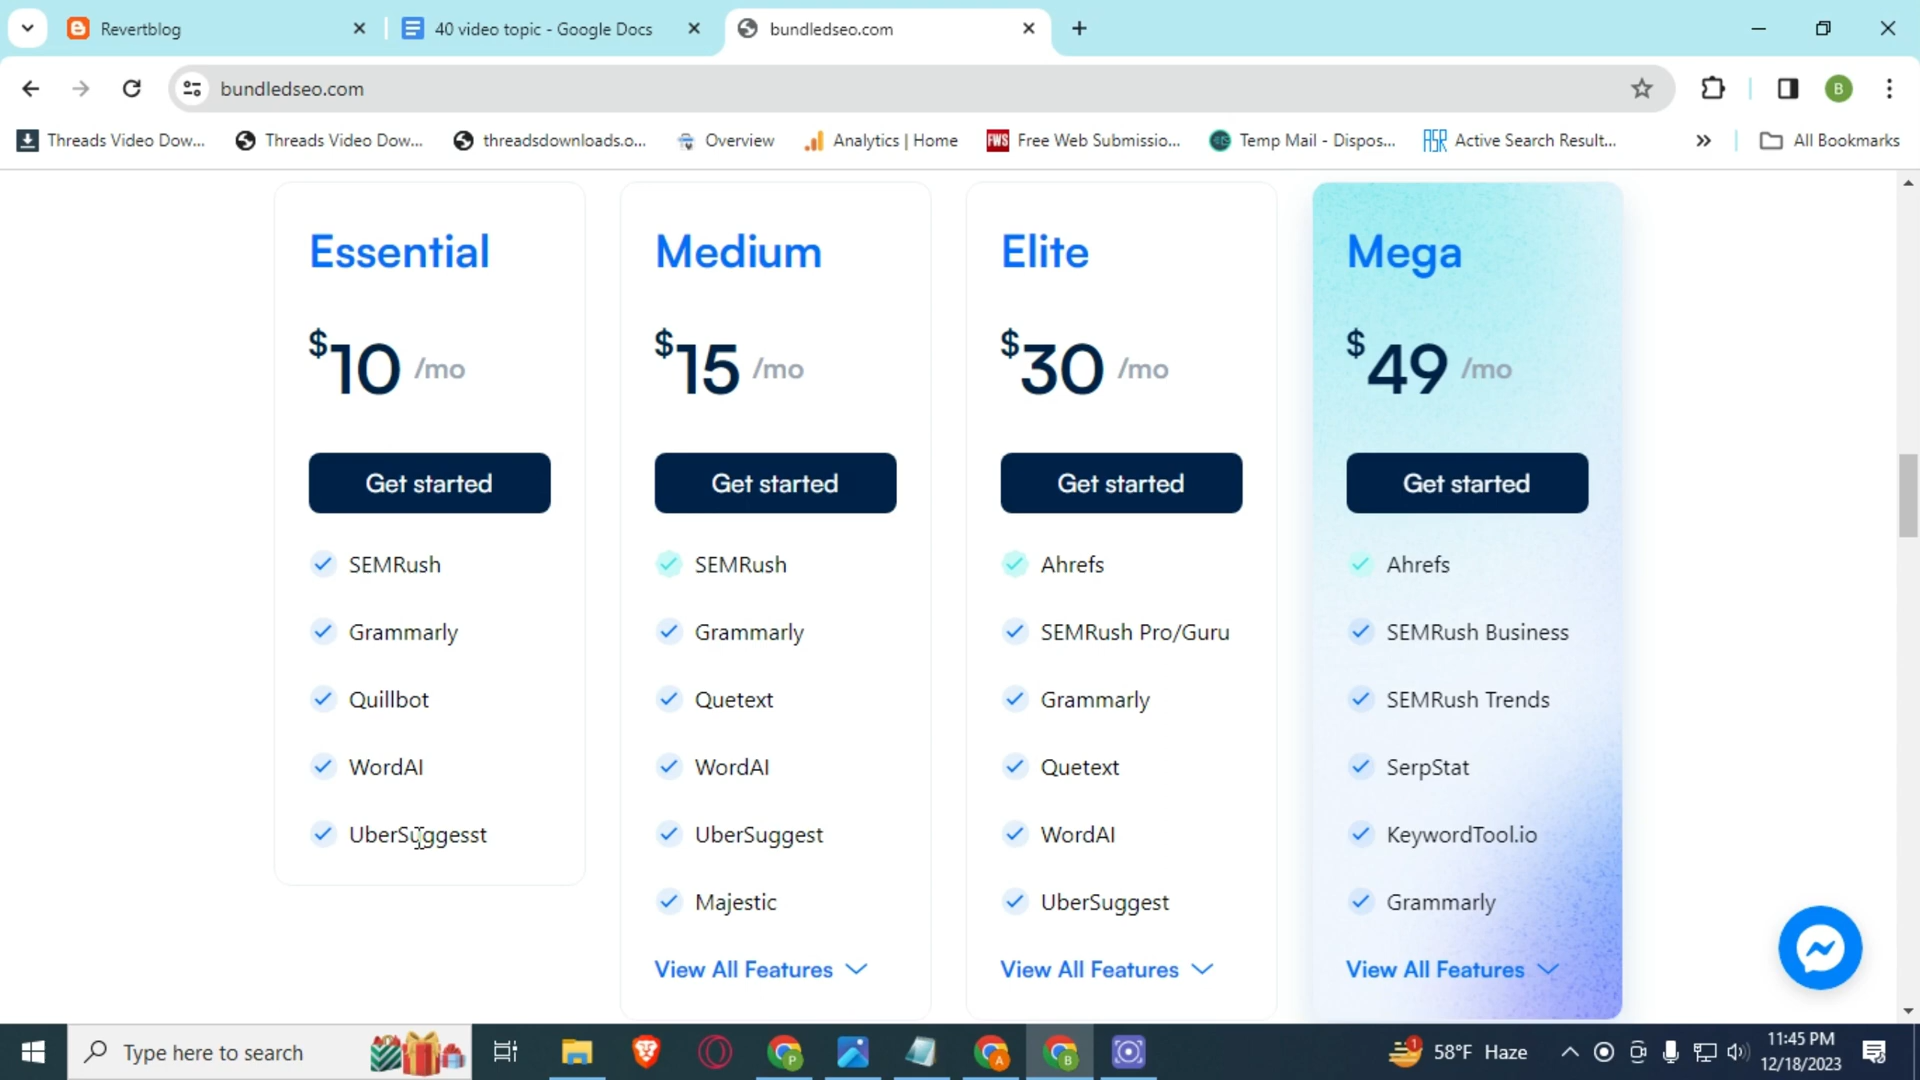 Revertblog
40 video topic - Google Docs
bundledseo.com
bundledseo.com
B
Threads Video Dow...
Threads Video Dow...
threadsdownloads.o...
Overview
Analytics | Home
FWS
Free Web Submissio...
Temp Mail - Dispos...
ASR
Active Search Result...
All Bookmarks
Essential
$10 /mo
Get started
SEMRush
Grammarly
Quillbot
WordAI
UberSuggesst
Medium
$15 /mo
Get started
SEMRush
Grammarly
Quetext
WordAI
UberSuggest
Majestic
View All Features
Elite
$30 /mo
Get started
Ahrefs
SEMRush Pro/Guru
Grammarly
Quetext
WordAI
UberSuggest
View All Features
Mega
$49 /mo
Get started
Ahrefs
SEMRush Business
SEMRush Trends
SerpStat
KeywordTool.io
Grammarly
View All Features
Type here to search
P
A
B
1
58°F Haze
11:45 PM
12/18/2023